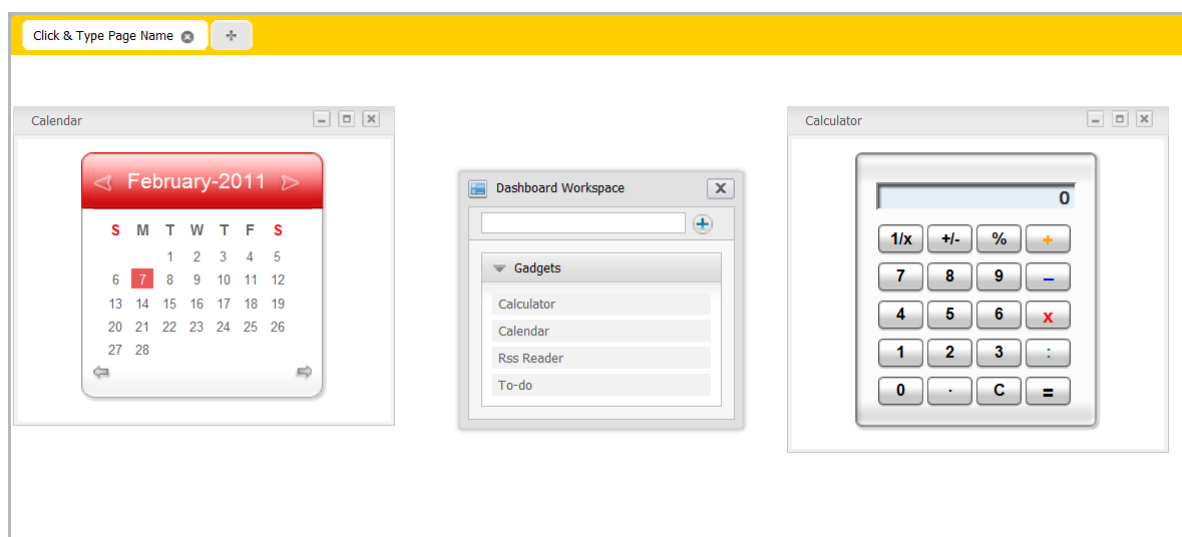 Click & Type Page Name
Calendar
February-2011
S M T W T F S
1 2 3 4 5
6 7 8 9 10 11 12
13 14 15 16 17 18 19
20 21 22 23 24 25 26
27 28
Dashboard Workspace
Gadgets
Calculator
Calendar
Rss Reader
To-do
Calculator
0
1/x +/- % +
7 8 9 −
4 5 6 x
1 2 3 :
0 . C =